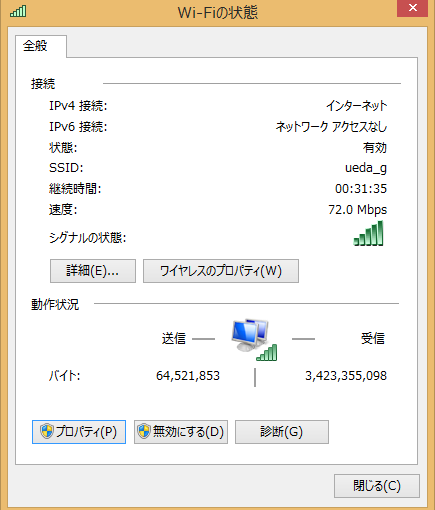 Wi-Fiの状態
全般
接続
IPv4 接続: インターネット
IPv6 接続: ネットワーク アクセスなし
状態: 有効
SSID: ueda_g
継続時間: 00:31:35
速度: 72.0 Mbps
シグナルの状態:
詳細(E)... ワイヤレスのプロパティ(W)
動作状況
送信 受信
バイト: 64,521,853 3,423,355,098
プロパティ(P) 無効にする(D) 診断(G)
閉じる(C)